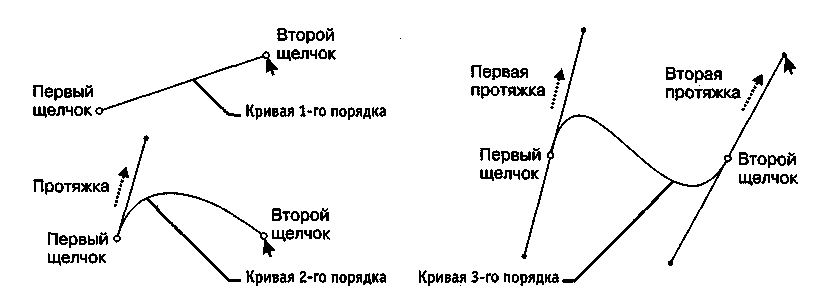 Второй
щелчок
Первый
щелчок
Кривая 1-го порядка
Протяжка
Первый
щелчок
Второй
щелчок
Кривая 2-го порядка
Первая
протяжка
Вторая
протяжка
Первый
щелчок
Второй
щелчок
Кривая 3-го порядка